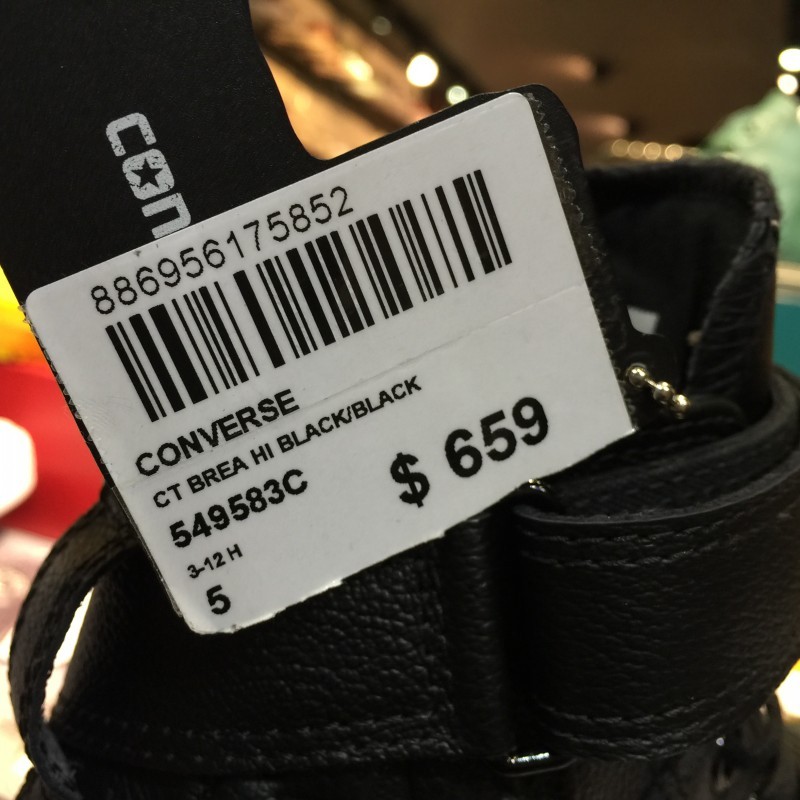 CON
886956175852
CONVERSE
CT BREA HI BLACK/BLACK
549583C
$ 659
3-12 H
5